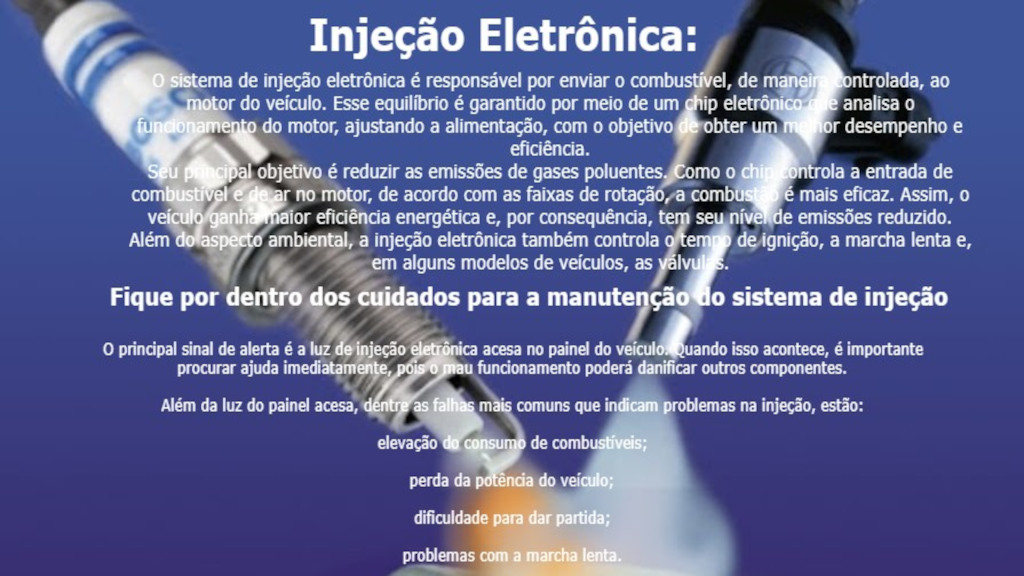 Injeção Eletrônica:
O sistema de injeção eletrônica é responsável por enviar o combustível, de maneira controlada, ao
motor do veículo. Esse equilíbrio é garantido por meio de um chip eletrônico que analisa o
funcionamento do motor, ajustando a alimentação, com o objetivo de obter um melhor desempenho e
eficiência.
Seu principal objetivo é reduzir as emissões de gases poluentes. Como o chip controla a entrada de
combustível e de ar no motor, de acordo com as faixas de rotação, a combustão é mais eficaz. Assim, o
veículo ganha maior eficiência energética e, por consequência, tem seu nível de emissões reduzido.
Além do aspecto ambiental, a injeção eletrônica também controla o tempo de ignição, a marcha lenta e,
em alguns modelos de veículos, as válvulas.
Fique por dentro dos cuidados para a manutenção do sistema de injeção
O principal sinal de alerta é a luz de injeção eletrônica acesa no painel do veículo. Quando isso acontece, é importante
procurar ajuda imediatamente, pois o mau funcionamento poderá danificar outros componentes.
Além da luz do painel acesa, dentre as falhas mais comuns que indicam problemas na injeção, estão:
elevação do consumo de combustíveis;
perda da potência do veículo;
dificuldade para dar partida;
problemas com a marcha lenta.